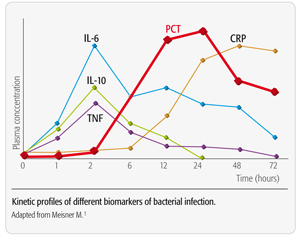 PCT
IL-6
CRP
IL-10
TNF
Plasma conccentration
0 1 2 6 12 24 48 72
Time (hours)
Kinetic profiles of different biomarkers of bacterial infection.
Adapted from Meisner M.¹